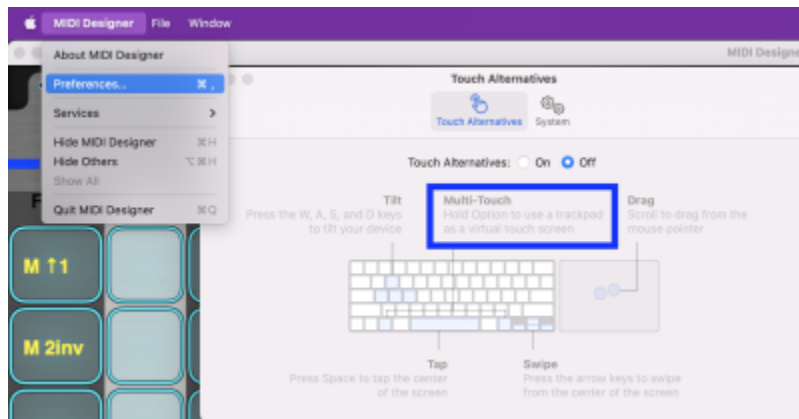 MIDI Designer File Window
About MIDI Designer
Preferences... ⌘ ,
Services >
Hide MIDI Designer ⌘H
Hide Others ⌥⌘H
Show All
Quit MIDI Designer ⌘Q
MIDI Designe
Touch Alternatives
Touch Alternatives System
Touch Alternatives: On Off
Tilt
Press the W, A, S, and D keys
to tilt your device
Multi-Touch
Hold Option to use a trackpad
as a virtual touch screen
Drag
Scroll to drag from the
mouse pointer
Tap
Press Space to tap the center
of the screen
Swipe
Press the arrow keys to swipe
from the center of the screen
F
M ↑1
M 2inv